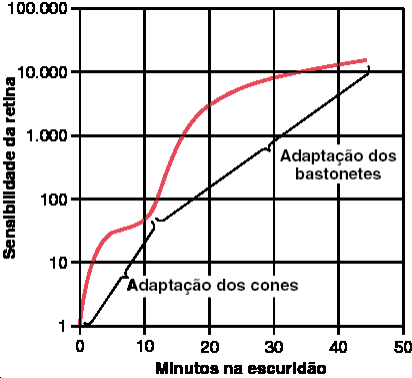 100.000
10.000
1.000
100
10
1
Sensibilidade da retina
Adaptação dos
bastonetes
Adaptação dos cones
0
10
20
30
40
50
Minutos na escuridão